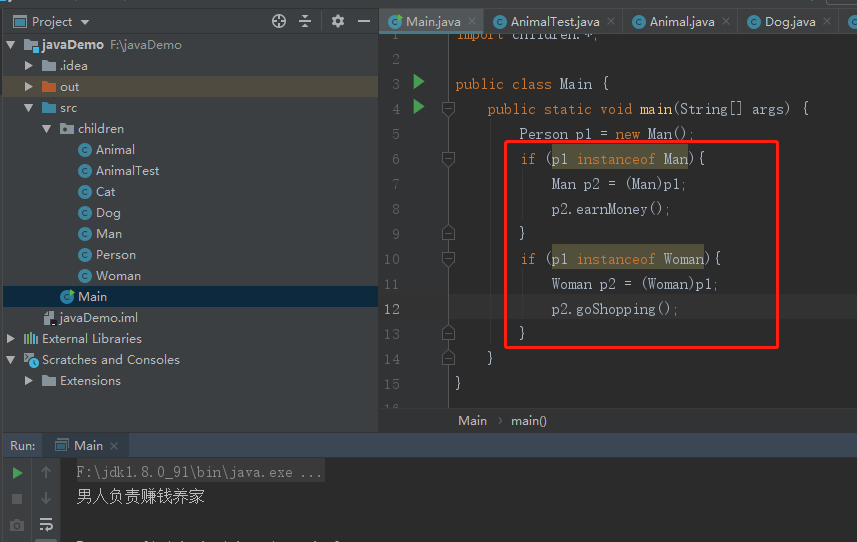 Project
javaDemo F:\javaDemo
.idea
out
src
children
Animal
AnimalTest
Cat
Dog
Man
Person
Woman
Main
javaDemo.iml
External Libraries
Scratches and Consoles
Extensions
Main.java
AnimalTest.java
Animal.java
Dog.java
1 import children.*;
2
3 public class Main {
4 public static void main(String[] args) {
5 Person p1 = new Man();
6 if (p1 instanceof Man){
7 Man p2 = (Man)p1;
8 p2.earnMoney();
9 }
10 if (p1 instanceof Woman){
11 Woman p2 = (Woman)p1;
12 p2.goShopping();
13 }
14 }
15 }
16
Main main()
Run: Main
F:\jdk1.8.0_91\bin\java.exe ...
男人负责赚钱养家